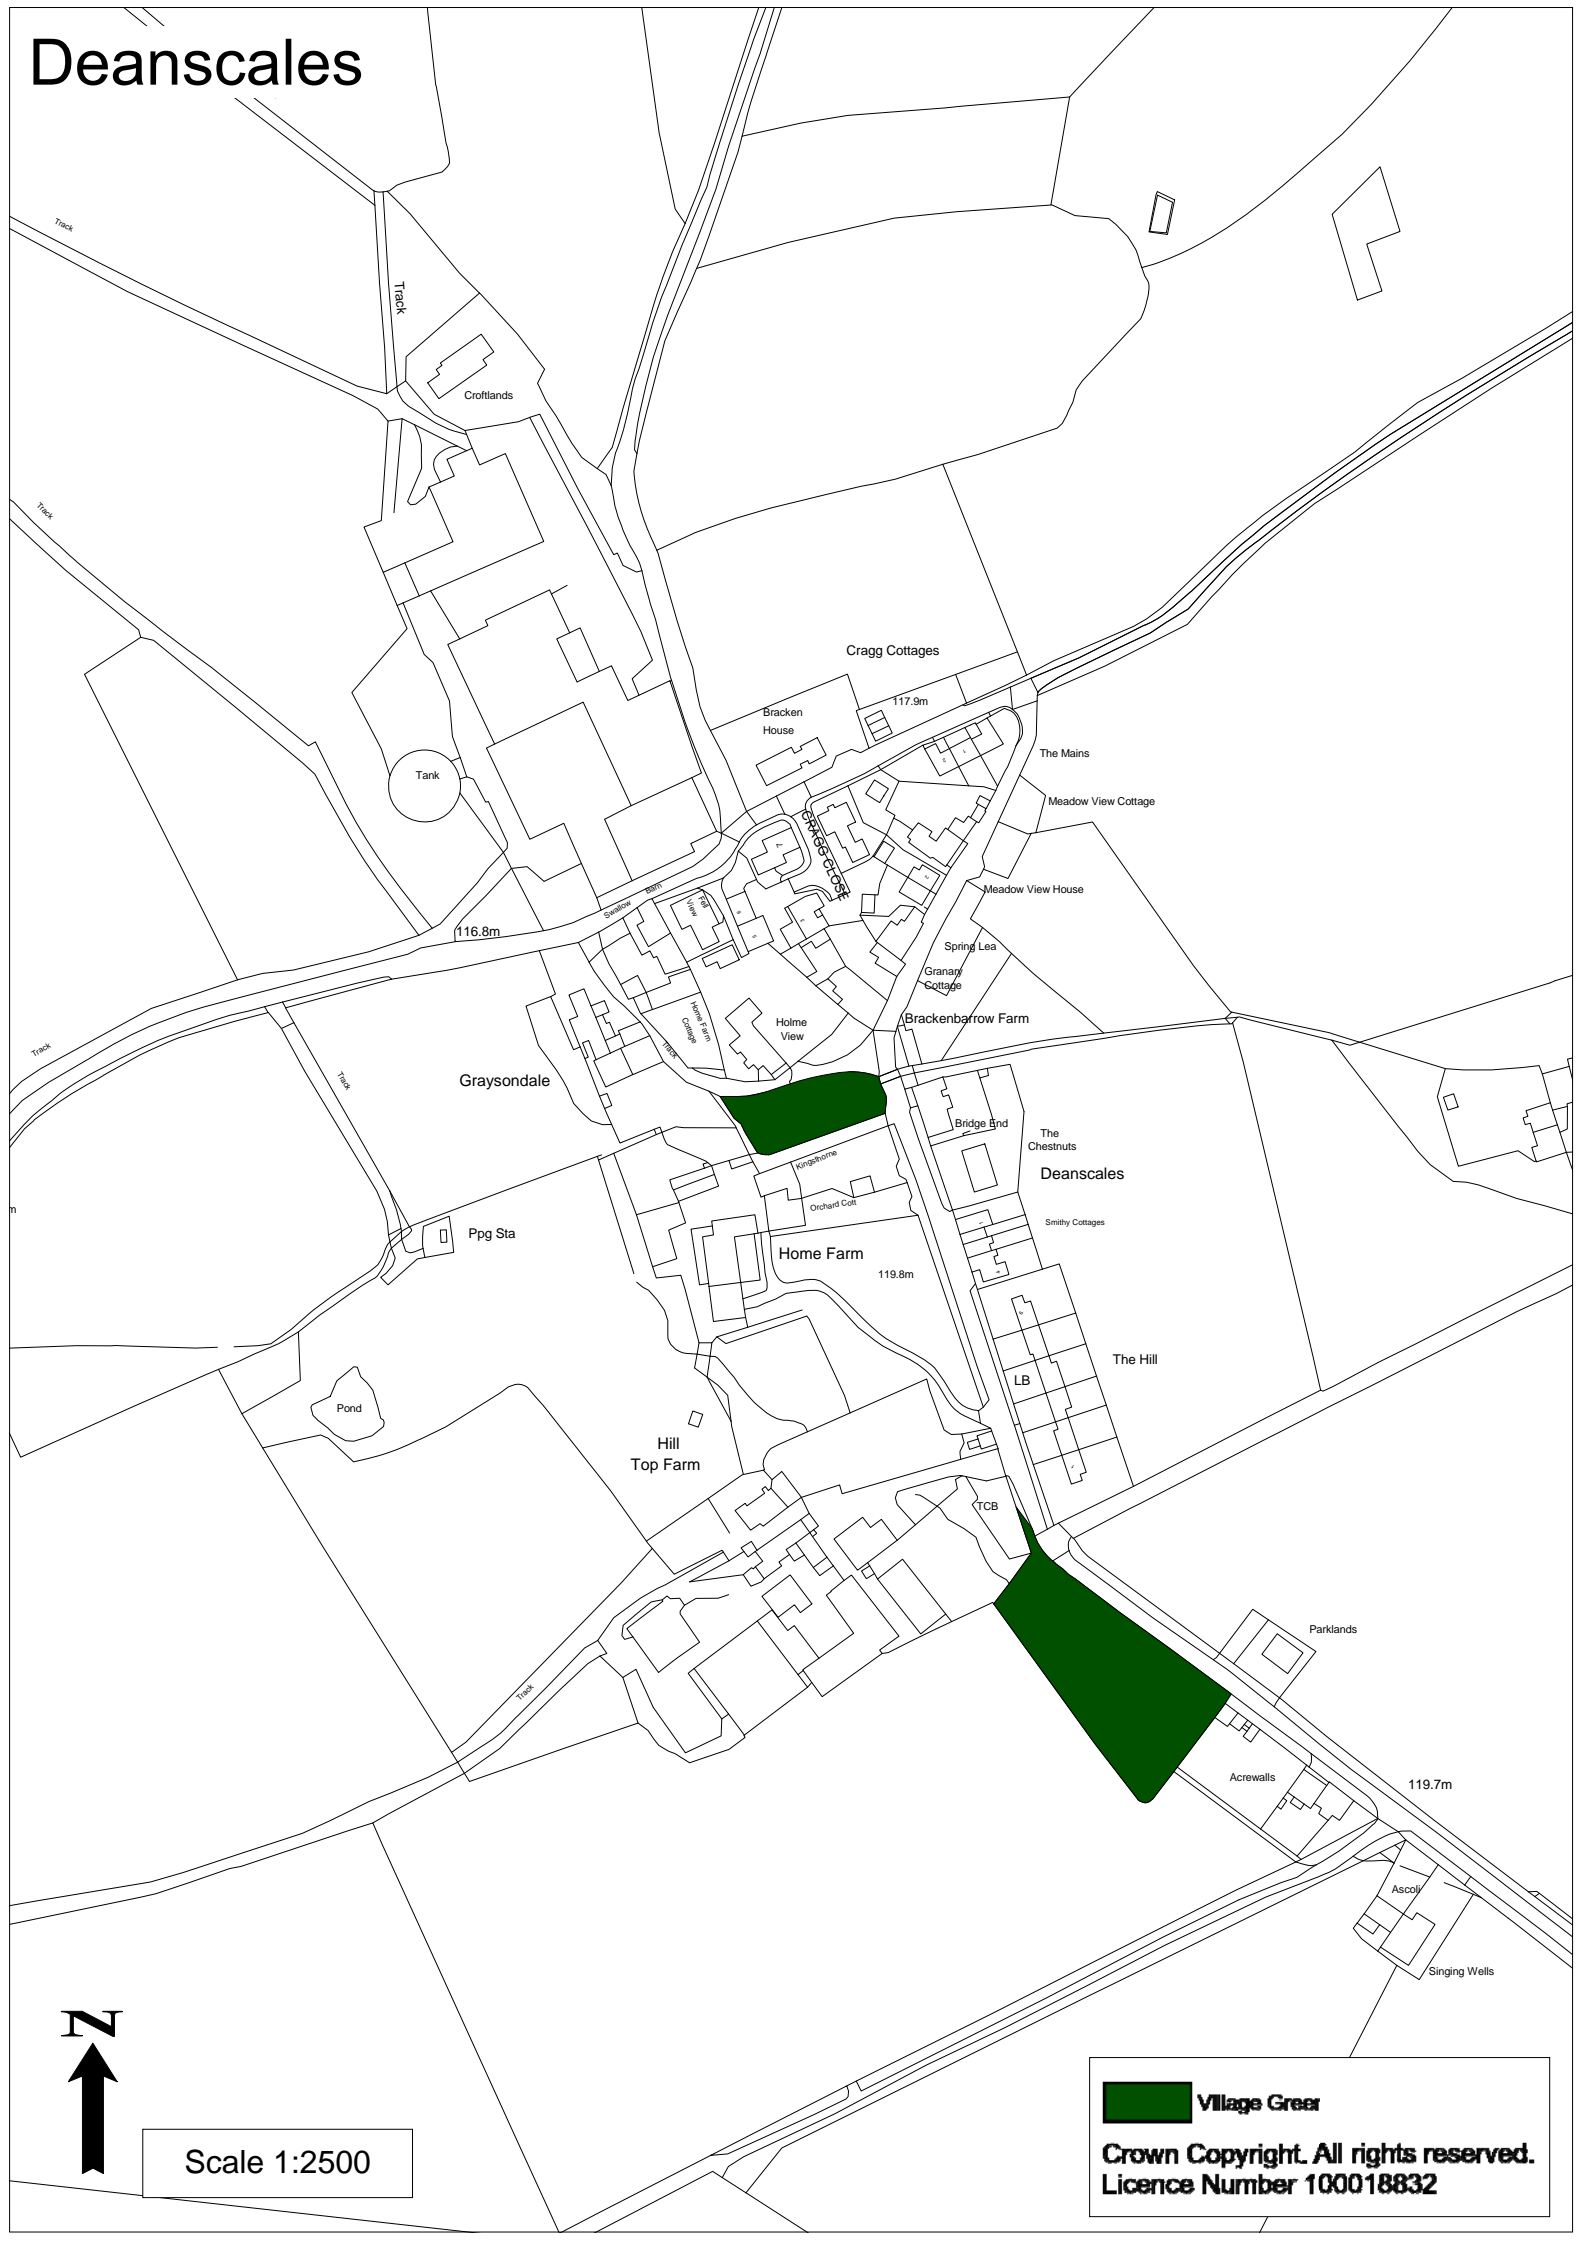 Deanscales
Track
Track
Croftlands
Track
Cragg Cottages
117.9m
Bracken
House
The Mains
Tank
Meadow View Cottage
CRAGG CLOSE
Meadow View House
Swallow Barn
Fell
View
116.8m
Spring Lea
Granary
Cottage
Home Farm
Cottage
Holme
View
Brackenbarrow Farm
Track
Track
Track
Graysondale
Bridge End
The
Chestnuts
Kingsthorne
Deanscales
Orchard Cott
m
Smithy Cottages
Ppg Sta
Home Farm
119.8m
The Hill
LB
Pond
Hill
Top Farm
TCB
Parklands
Track
Acrewalls
119.7m
Ascoli
Singing Wells
N
Scale 1:2500
Village Greer
Crown Copyright. All rights reserved.
Licence Number 100018832